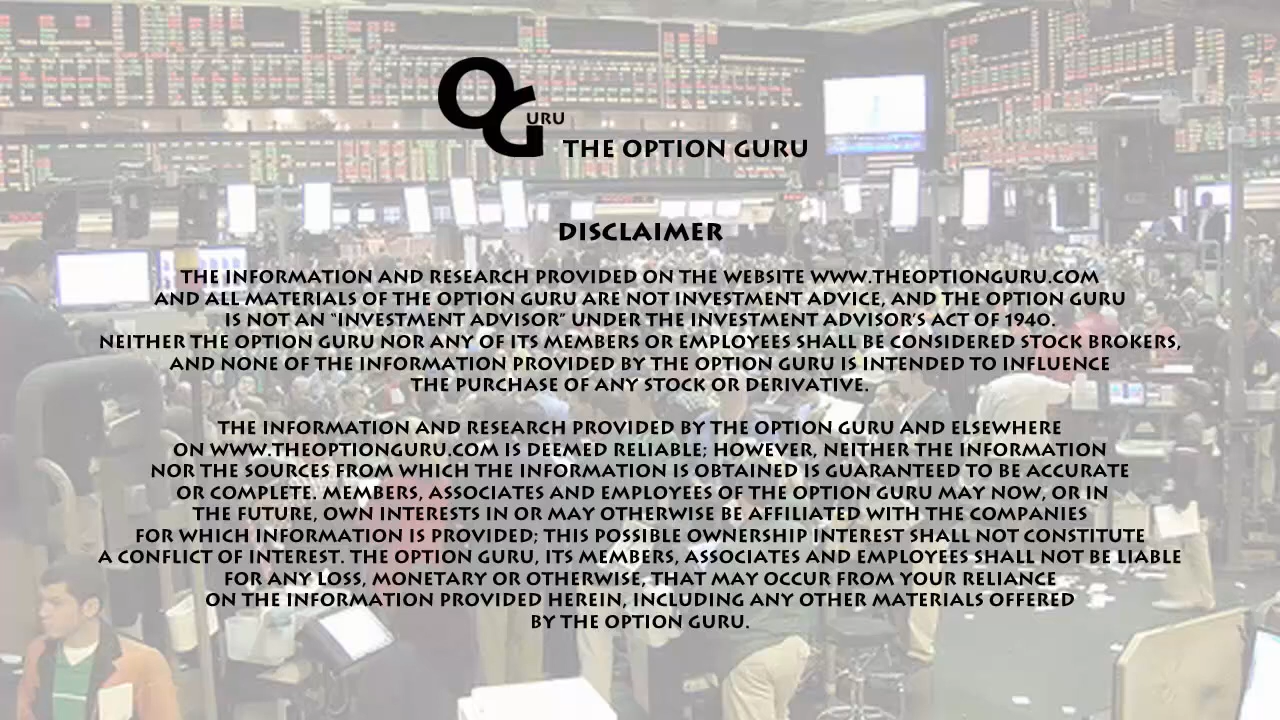 OG
URU
THE OPTION GURU
DISCLAIMER
THE INFORMATION AND RESEARCH PROVIDED ON THE WEBSITE WWW.THEOPTIONGURU.COM
AND ALL MATERIALS OF THE OPTION GURU ARE NOT INVESTMENT ADVICE, AND THE OPTION GURU
IS NOT AN “INVESTMENT ADVISOR” UNDER THE INVESTMENT ADVISOR’S ACT OF 1940.
NEITHER THE OPTION GURU NOR ANY OF ITS MEMBERS OR EMPLOYEES SHALL BE CONSIDERED STOCK BROKERS,
AND NONE OF THE INFORMATION PROVIDED BY THE OPTION GURU IS INTENDED TO INFLUENCE
THE PURCHASE OF ANY STOCK OR DERIVATIVE.
THE INFORMATION AND RESEARCH PROVIDED BY THE OPTION GURU AND ELSEWHERE
ON WWW.THEOPTIONGURU.COM IS DEEMED RELIABLE; HOWEVER, NEITHER THE INFORMATION
NOR THE SOURCES FROM WHICH THE INFORMATION IS OBTAINED IS GUARANTEED TO BE ACCURATE
OR COMPLETE. MEMBERS, ASSOCIATES AND EMPLOYEES OF THE OPTION GURU MAY NOW, OR IN
THE FUTURE, OWN INTERESTS IN OR MAY OTHERWISE BE AFFILIATED WITH THE COMPANIES
FOR WHICH INFORMATION IS PROVIDED; THIS POSSIBLE OWNERSHIP INTEREST SHALL NOT CONSTITUTE
A CONFLICT OF INTEREST. THE OPTION GURU, ITS MEMBERS, ASSOCIATES AND EMPLOYEES SHALL NOT BE LIABLE
FOR ANY LOSS, MONETARY OR OTHERWISE, THAT MAY OCCUR FROM YOUR RELIANCE
ON THE INFORMATION PROVIDED HEREIN, INCLUDING ANY OTHER MATERIALS OFFERED
BY THE OPTION GURU.